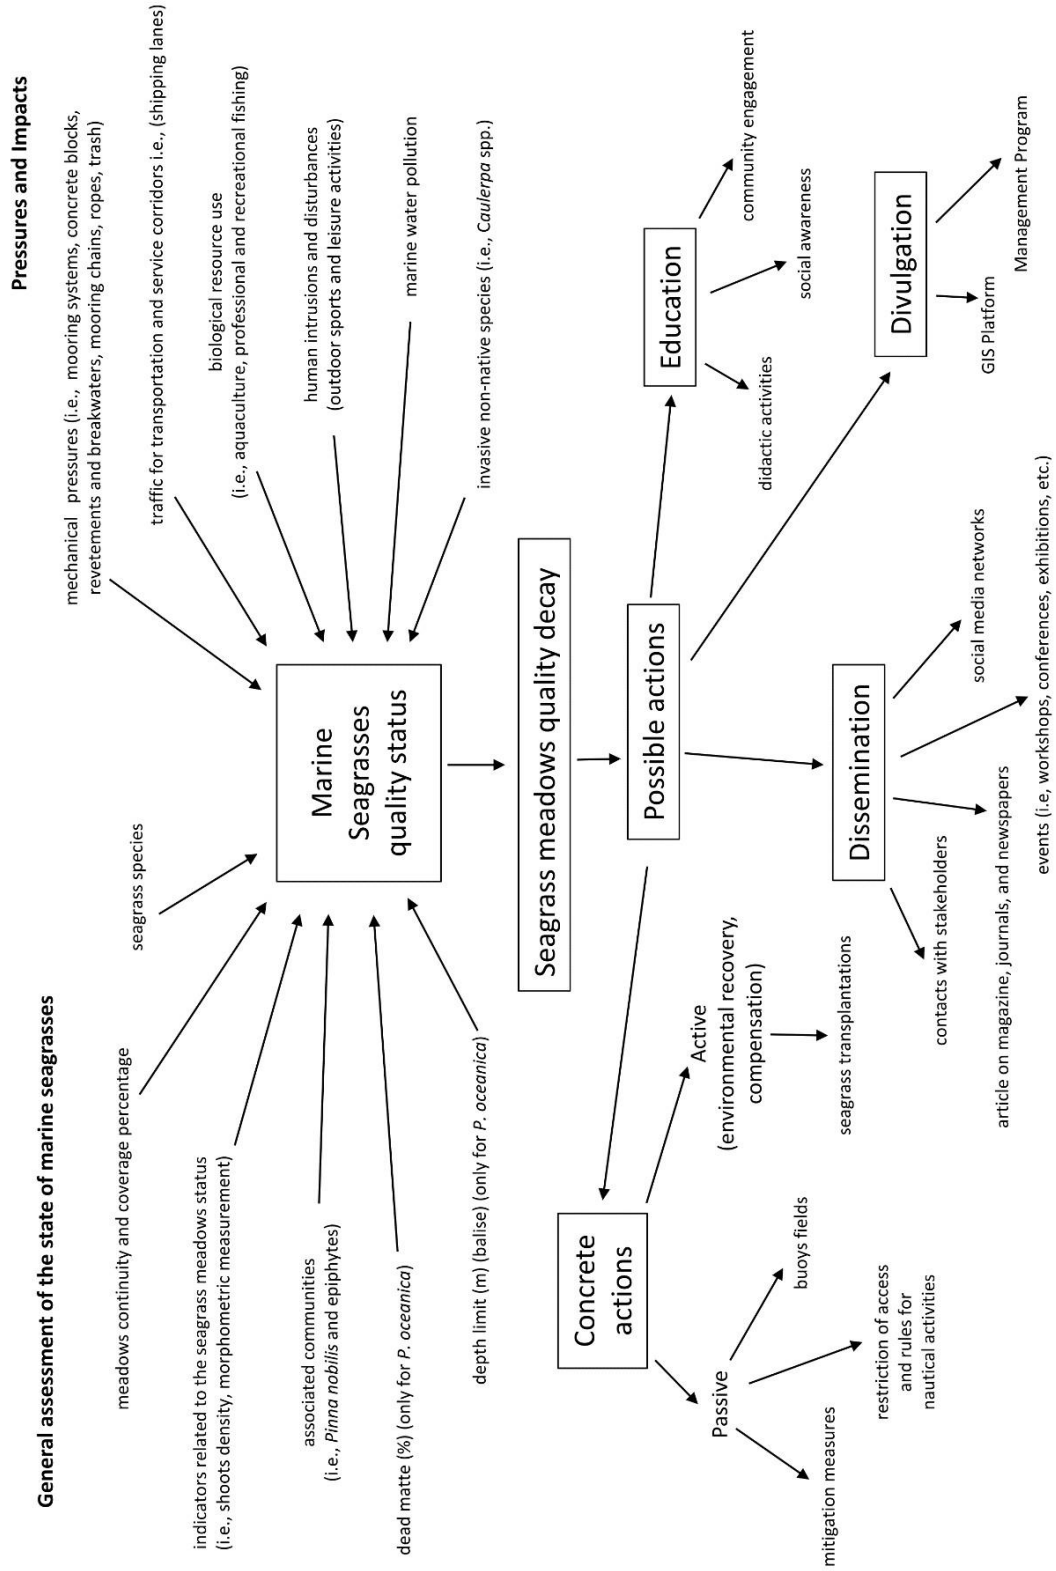 General assessment of the state of marine seagrasses
Pressures and Impacts
seagrass species
meadows continuity and coverage percentage
indicators related to the seagrass meadows status
(i.e., shoots density, morphometric measurement)
associated communities
(i.e., Pinna nobilis and epiphytes)
dead matte (%) (only for P. oceanica)
depth limit (m) (balise) (only for P. oceanica)
mechanical pressures (i.e., mooring systems, concrete blocks,
revetements and breakwaters, mooring chains, ropes, trash)
traffic for transportation and service corridors i.e., (shipping lanes)
biological resource use
(i.e., aquaculture, professional and recreational fishing)
human intrusions and disturbances
(outdoor sports and leisure activities)
marine water pollution
invasive non-native species (i.e., Caulerpa spp.)
Marine
Seagrasses
quality status
Seagrass meadows quality decay
Possible actions
Concrete
actions
Passive
mitigation measures
restriction of access
and rules for
nautical activities
buoys fields
Active
(environmental recovery,
compensation)
seagrass transplantations
Dissemination
contacts with stakeholders
article on magazine, journals, and newspapers
events (i.e, workshops, conferences, exhibitions, etc.)
social media networks
Education
didactic activities
social awareness
community engagement
Divulgation
GIS Platform
Management Program